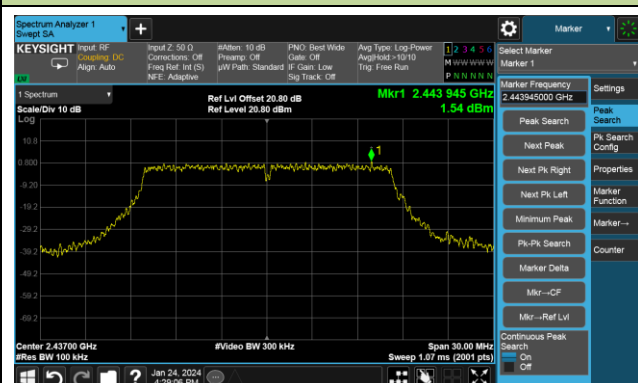 Spectrum Analyzer 1
Swept SA
+
Marker
KEYSIGHT
Input: RF
Coupling: DC
Align: Auto
Input Z: 50 Ω
Corrections: Off
Freq Ref: Int (S)
NFE: Adaptive
#Atten: 10 dB
Preamp: Off
µW Path: Standard
PNO: Best Wide
Gate: Off
IF Gain: Low
Sig Track: Off
Avg Type: Log-Power
Avg|Hold:>10/10
Trig: Free Run
1 2 3 4 5 6
M W W W W W
P N N N N N
LVI
Select Marker
Marker 1
1 Spectrum
Scale/Div 10 dB
Log
Ref Lvl Offset 20.80 dB
Ref Level 20.80 dBm
Mkr1 2.443 945 GHz
1.54 dBm
10.8
0.800
-9.20
-19.2
-29.2
-39.2
-49.2
-59.2
-69.2
1
Center 2.43700 GHz
#Res BW 100 kHz
#Video BW 300 kHz
Span 30.00 MHz
Sweep 1.07 ms (2001 pts)
Marker Frequency
2.443945000 GHz
Peak Search
Next Peak
Next Pk Right
Next Pk Left
Minimum Peak
Pk-Pk Search
Marker Delta
Mkr→CF
Mkr→Ref Lvl
Continuous Peak
Search
On
Off
Settings
Peak
Search
Pk Search
Config
Properties
Marker
Function
Marker→
Counter
?
Jan 24, 2024
4:29:06 PM